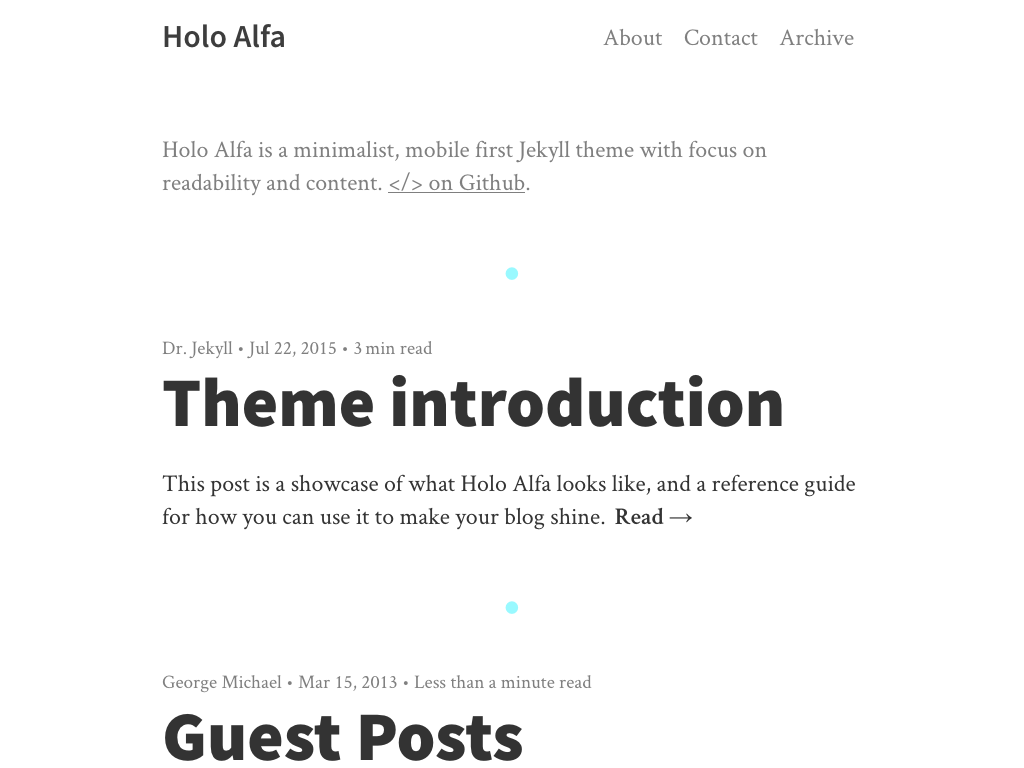 Holo Alfa
About Contact Archive
Holo Alfa is a minimalist, mobile first Jekyll theme with focus on
readability and content. </> on Github.
Dr. Jekyll • Jul 22, 2015 • 3 min read
Theme introduction
This post is a showcase of what Holo Alfa looks like, and a reference guide
for how you can use it to make your blog shine. Read →
George Michael • Mar 15, 2013 • Less than a minute read
Guest Posts